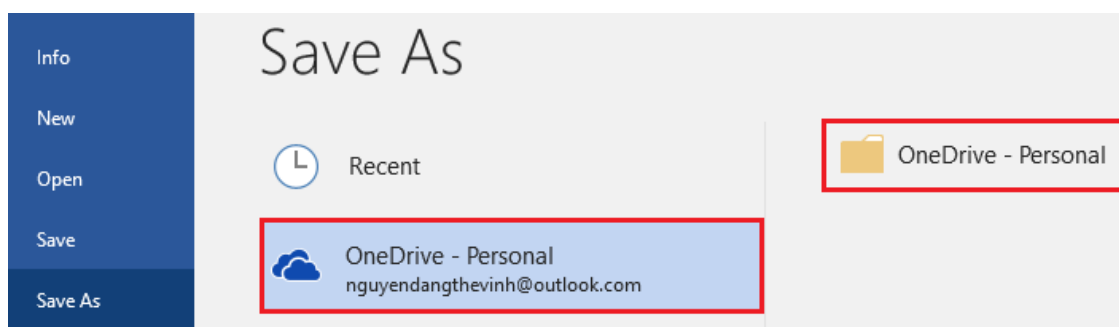 Info
New
Open
Save
Save As
Save As
Recent
OneDrive - Personal
nguyendangthevinh@outlook.com
OneDrive - Personal